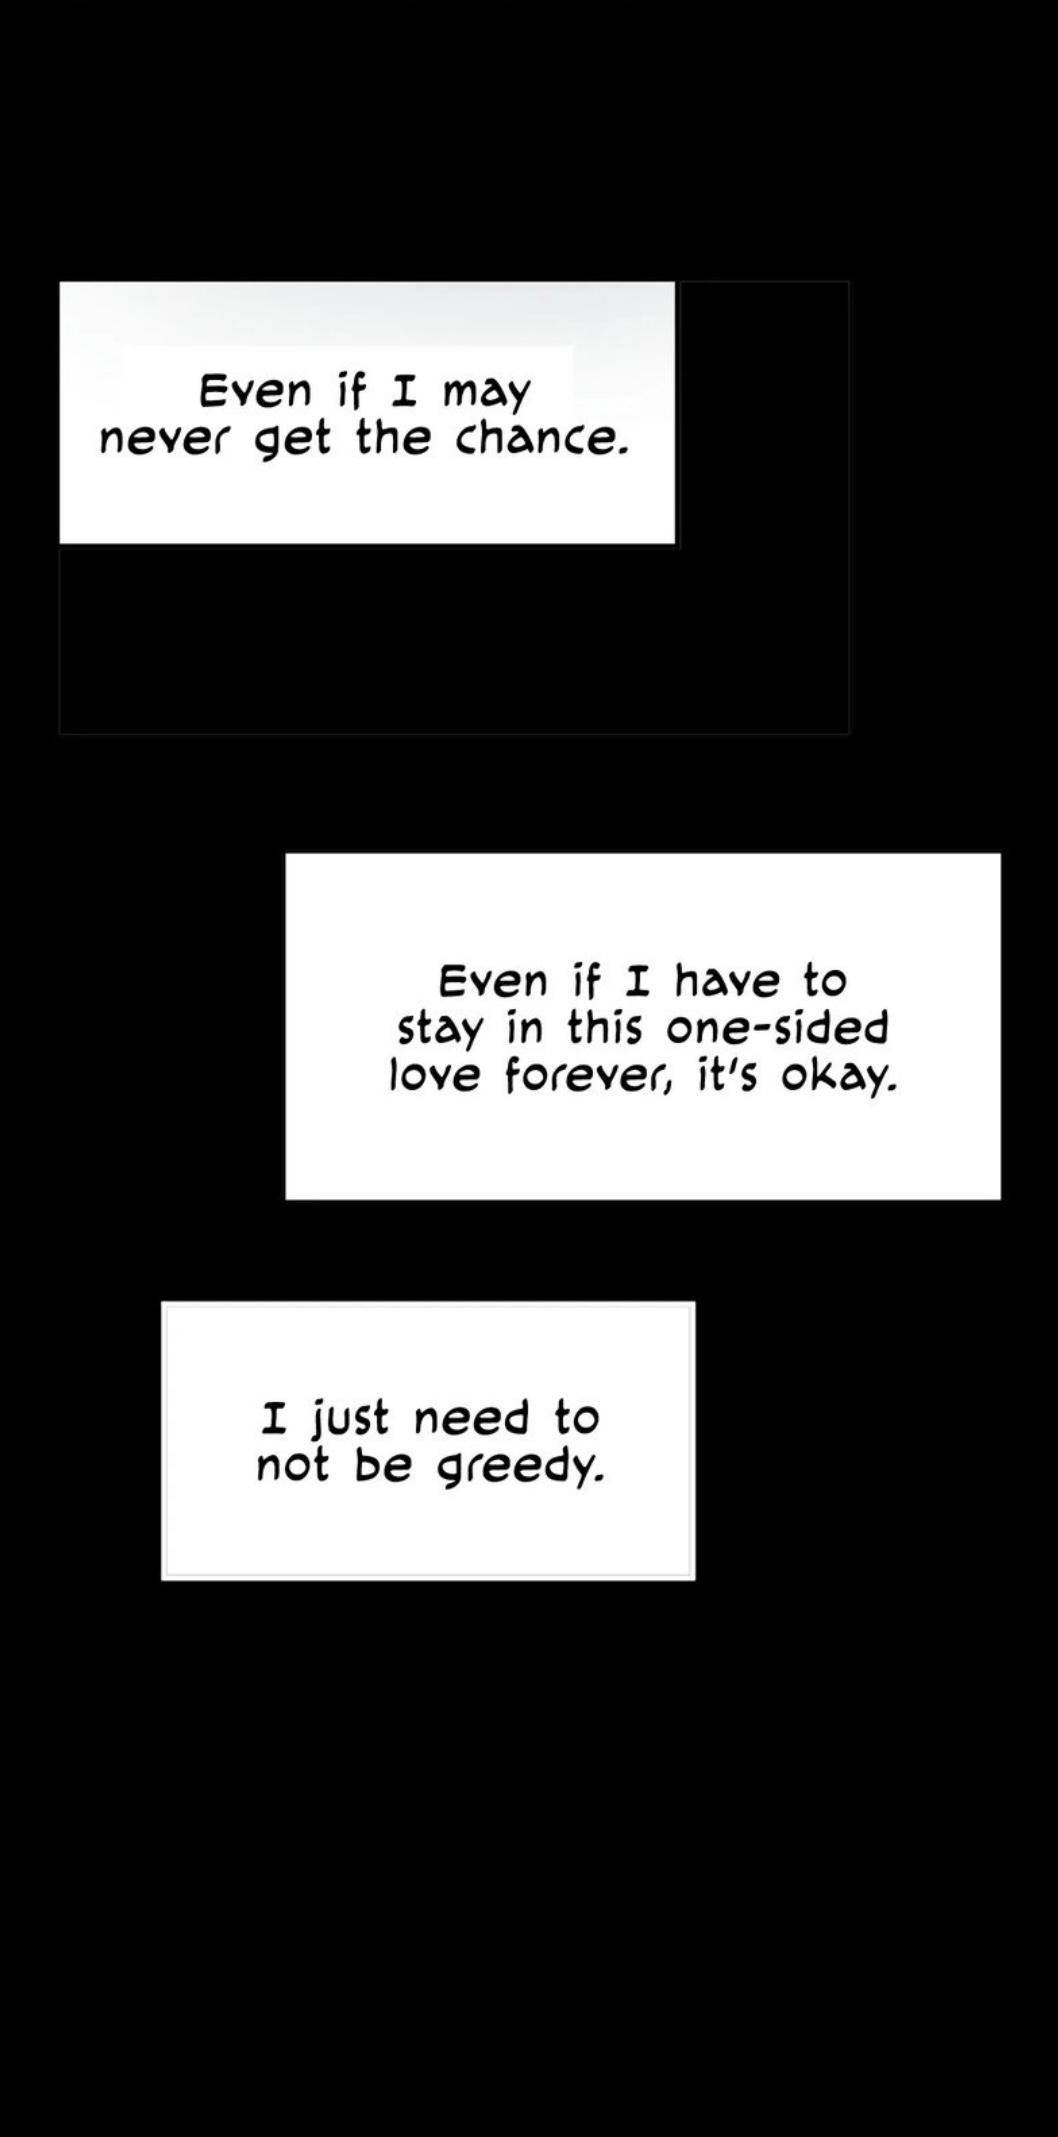 Even if I may
never get the chance.
Even if I have to
stay in this one-sided
love forever, it's okay.
I just need to
not be greedy.